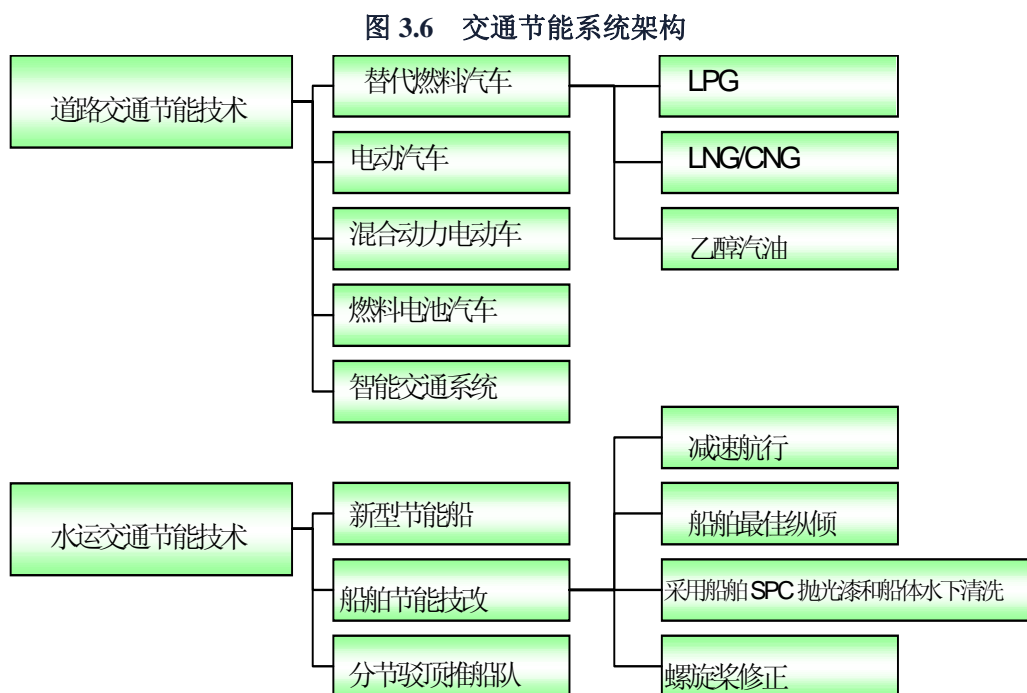 图 3.6 交通节能系统架构
道路交通节能技术
替代燃料汽车
LPG
电动汽车
LNG/CNG
混合动力电动车
乙醇汽油
燃料电池汽车
智能交通系统
水运交通节能技术
新型节能船
船舶节能技改
分节驳顶推船队
减速航行
船舶最佳纵倾
采用船舶 SPC 抛光漆和船体水下清洗
螺旋桨修正